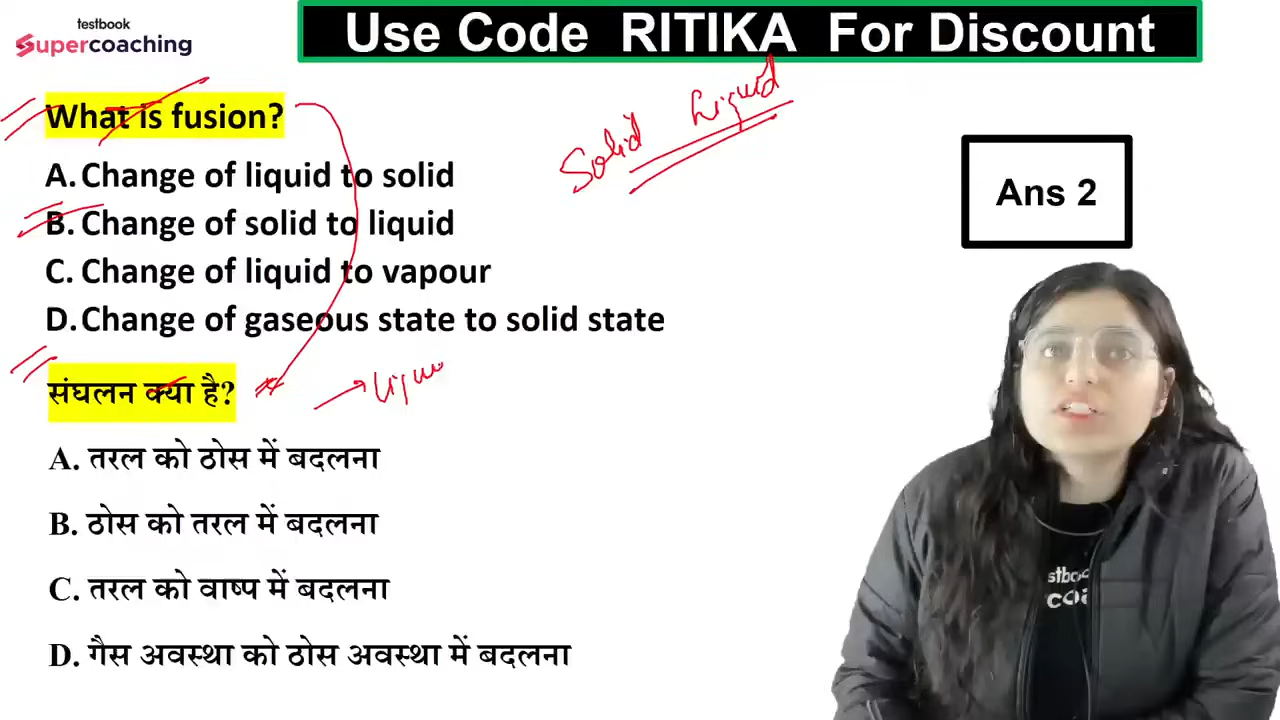 testbook
Supercoaching
Use Code RITIKA For Discount
What is fusion?
Solid Liquid
A. Change of liquid to solid
B. Change of solid to liquid
C. Change of liquid to vapour
D. Change of gaseous state to solid state
Ans 2
संघलन क्या है?
A. तरल को ठोस में बदलना
B. ठोस को तरल में बदलना
C. तरल को वाष्प में बदलना
D. गैस अवस्था को ठोस अवस्था में बदलना